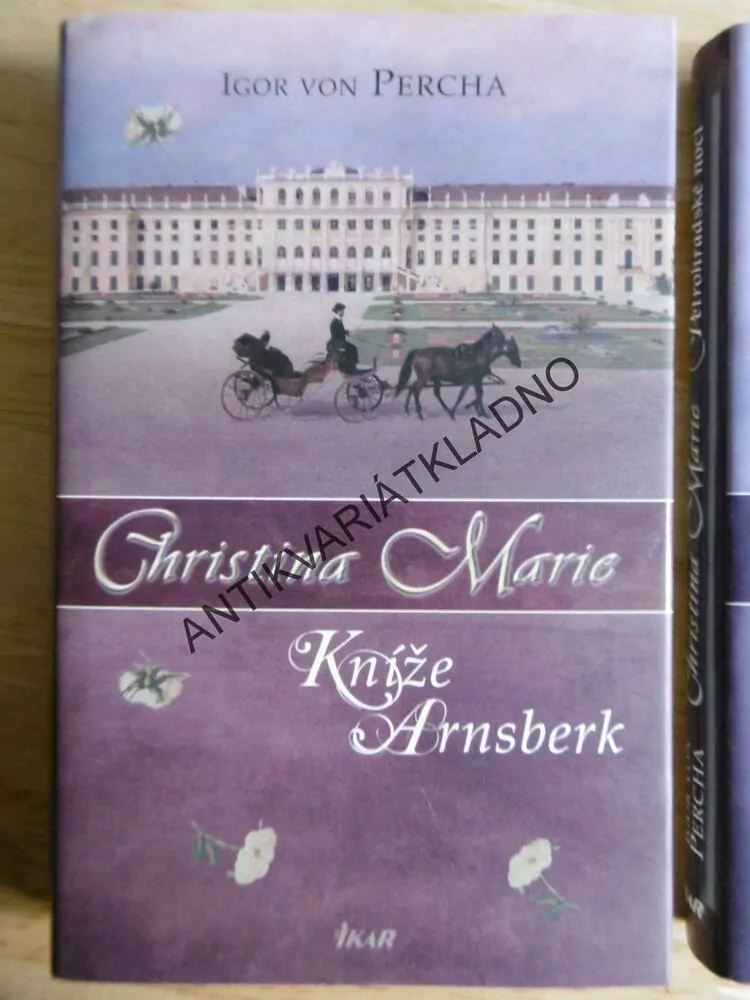 IGOR VON PERCHA
Christina Marie
Kníže
Arnsberk
IKAR
ANTIKVARIÁTKLADNO
PERCHA Christina Marie Petrohradské noci
IKAR